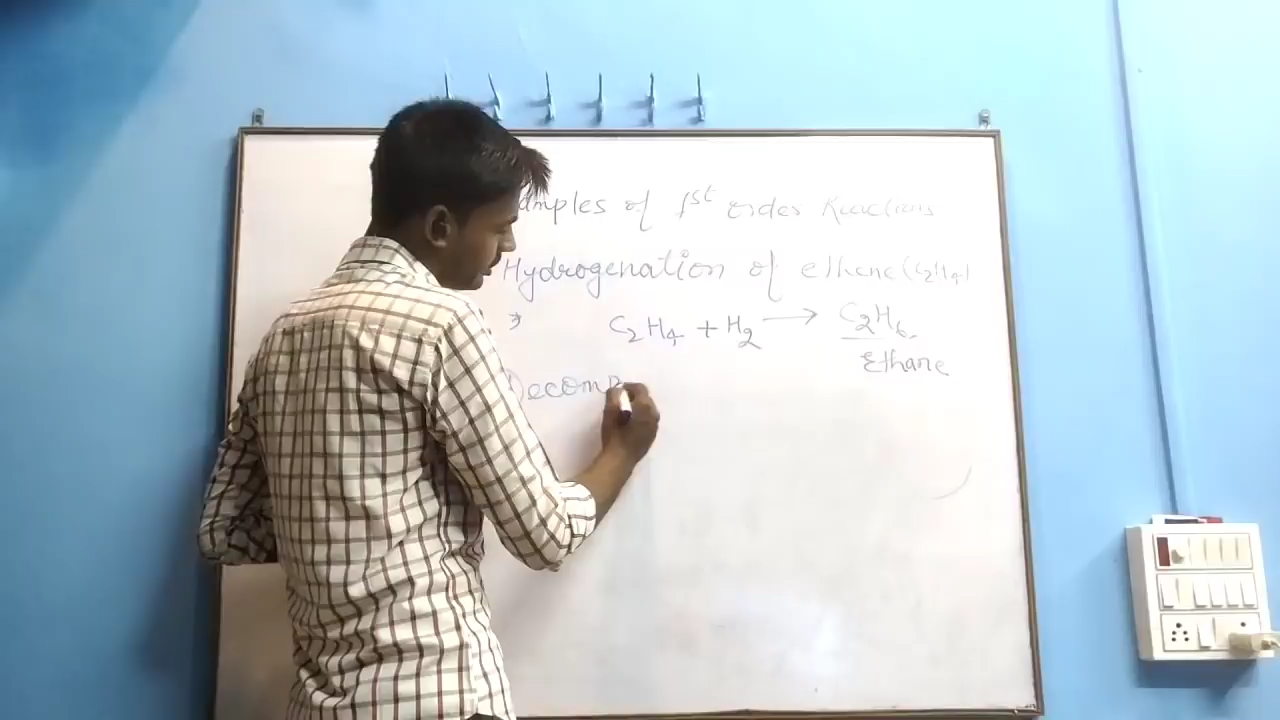 amples of 1st order Reactions
Hydrogenation of ethene (C2H4)
C2H4 + H2 → C2H6
Ethane
Decomp